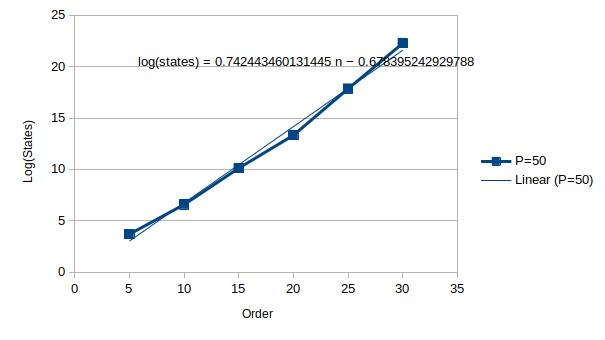 25
log(states) = 0.742443460131445 n − 0.678395242929788
20
15
10
5
0
Log(States)
0 5 10 15 20 25 30 35
Order
P=50
Linear (P=50)